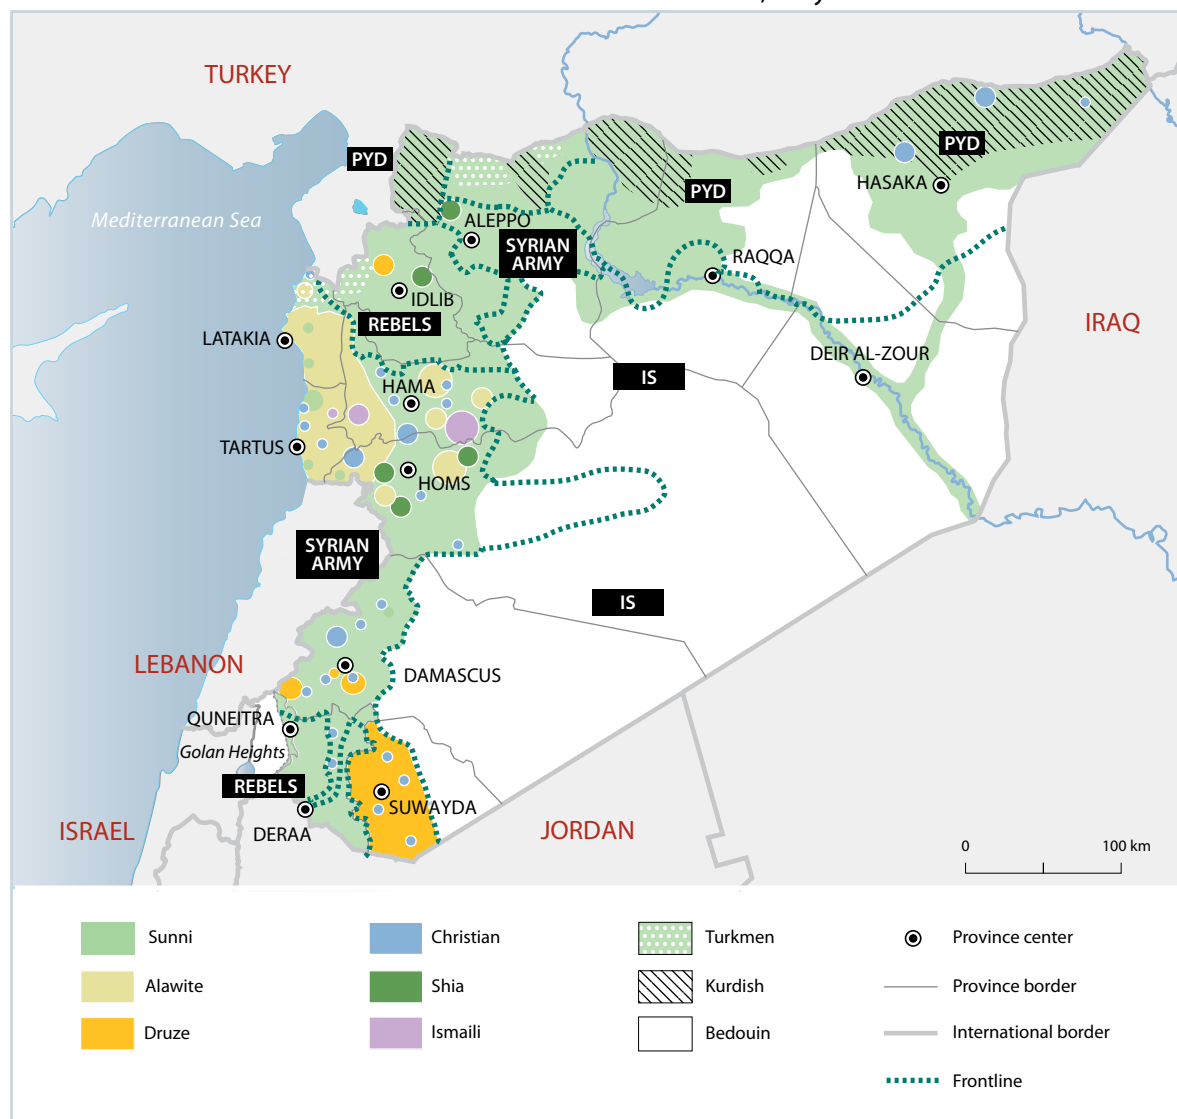 TURKEY
PYD
PYD
HASAKA
PYD
Mediterranean Sea
ALEPPO
SYRIAN
ARMY
RAQQA
IDLIB
REBELS
LATAKIA
IRAQ
DEIR AL-ZOUR
IS
HAMA
TARTUS
HOMS
SYRIAN
ARMY
IS
LEBANON
DAMASCUS
QUNEITRA
Golan Heights
REBELS
SUWAYDA
DERAA
ISRAEL
JORDAN
0 100 km
Sunni
Christian
Turkmen
Province center
Alawite
Shia
Kurdish
Province border
Druze
Ismaili
Bedouin
International border
Frontline